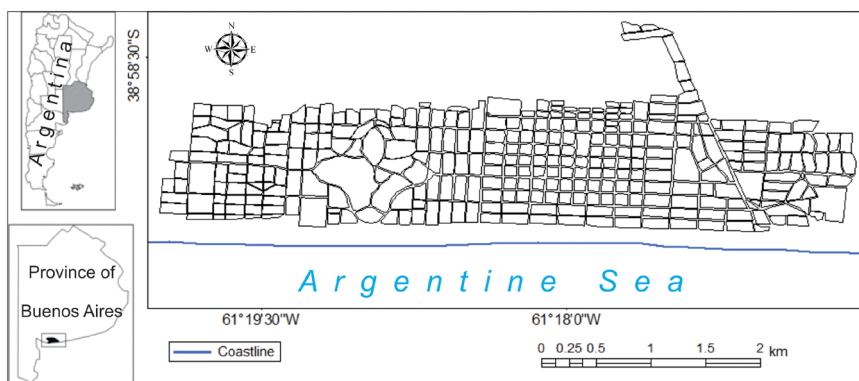 Argentina
Province of
Buenos Aires
38°58'30"S
N
W
E
S
Argentine Sea
61°19'30"W
61°18'0"W
Coastline
0 0.25 0.5 1 1.5 2 km